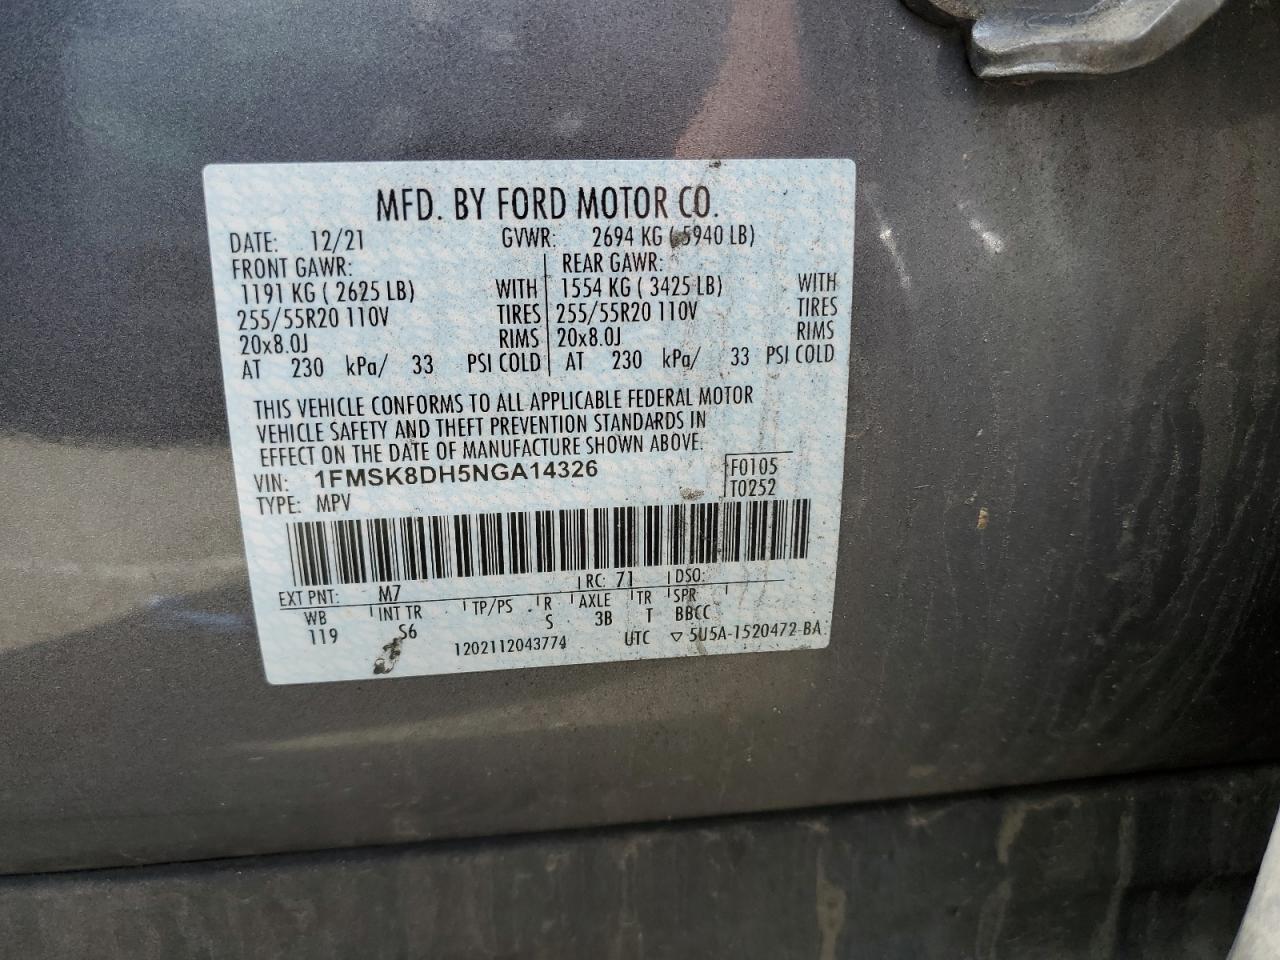 MFD. BY FORD MOTOR CO.
DATE: 12/21 GVWR: 2694 KG ( 5940 LB)
FRONT GAWR: REAR GAWR:
1191 KG ( 2625 LB) WITH 1554 KG ( 3425 LB) WITH
255/55R20 110V TIRES 255/55R20 110V TIRES
20x8.0J RIMS 20x8.0J RIMS
AT 230 kPa/ 33 PSI COLD AT 230 kPa/ 33 PSI COLD
THIS VEHICLE CONFORMS TO ALL APPLICABLE FEDERAL MOTOR
VEHICLE SAFETY AND THEFT PREVENTION STANDARDS IN
EFFECT ON THE DATE OF MANUFACTURE SHOWN ABOVE.
VIN: 1FMSK8DH5NGA14326 F0105
TYPE: MPV T0252
EXT PNT: M7 RC: 71 DSO:
WB INT TR TP/PS R AXLE TR SPR
119 S6 S 3B T BBCC
1202112043774 UTC ▽ 5U5A-1520472-BA